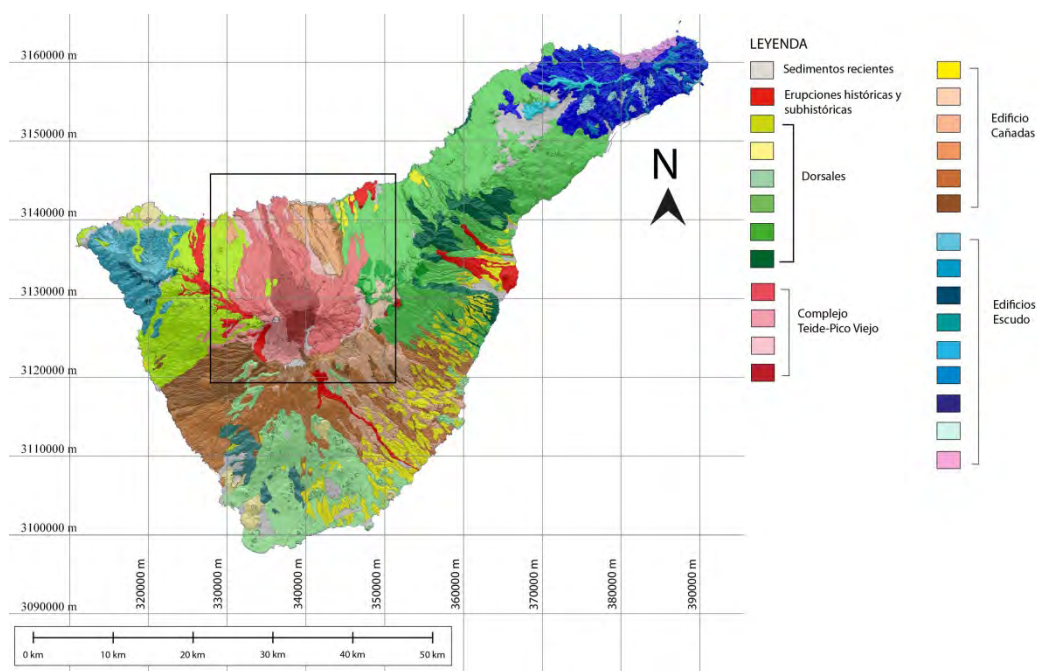 3160000 m
3150000 m
3140000 m
3130000 m
3120000 m
3110000 m
3100000 m
3090000 m
320000 m
330000 m
340000 m
350000 m
360000 m
370000 m
380000 m
390000 m
N
0 km
10 km
20 km
30 km
40 km
50 km
LEYENDA
Sedimentos recientes
Erupciones históricas y
subhistóricas
Dorsales
Complejo
Teide-Pico Viejo
Edificio
Cañadas
Edificios
Escudo